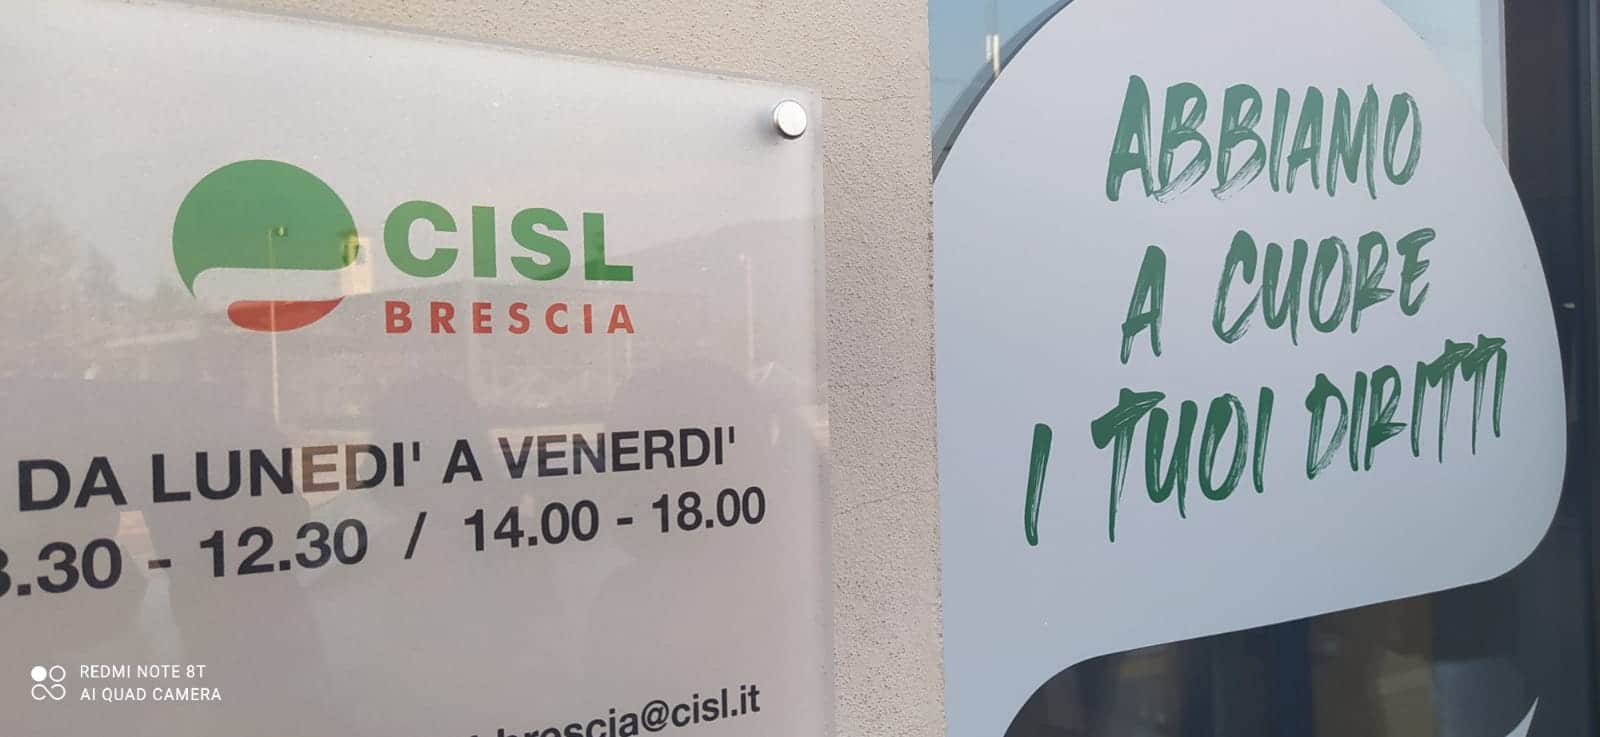 CISL
BRESCIA
DA LUNEDI' A VENERDI'
.30 - 12.30 / 14.00 - 18.00
brescia@cisl.it
ABBIAMO
A CUORE
I TUOI DIRITTI
REDMI NOTE 8T
AI QUAD CAMERA